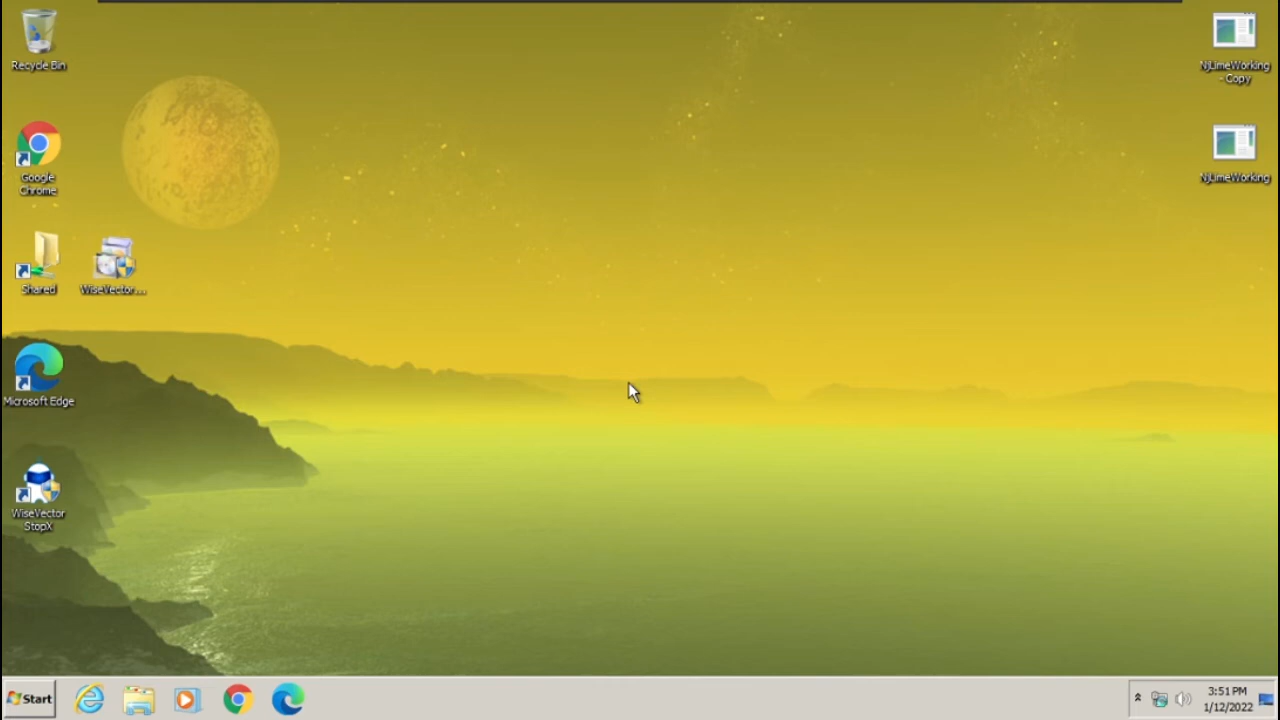 Recycle Bin
Google
Chrome
Shared
WiseVector...
Microsoft Edge
WiseVector
StopX
NjLimeWorking
- Copy
NjLimeWorking
Start
3:51 PM
1/12/2022